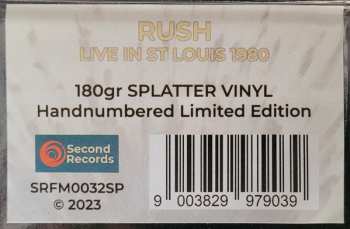 RUSH
LIVE IN ST LOUIS 1980
180gr SPLATTER VINYL
Handnumbered Limited Edition
Second
Records
SRFM0032SP
© 2023
9 003829 979039